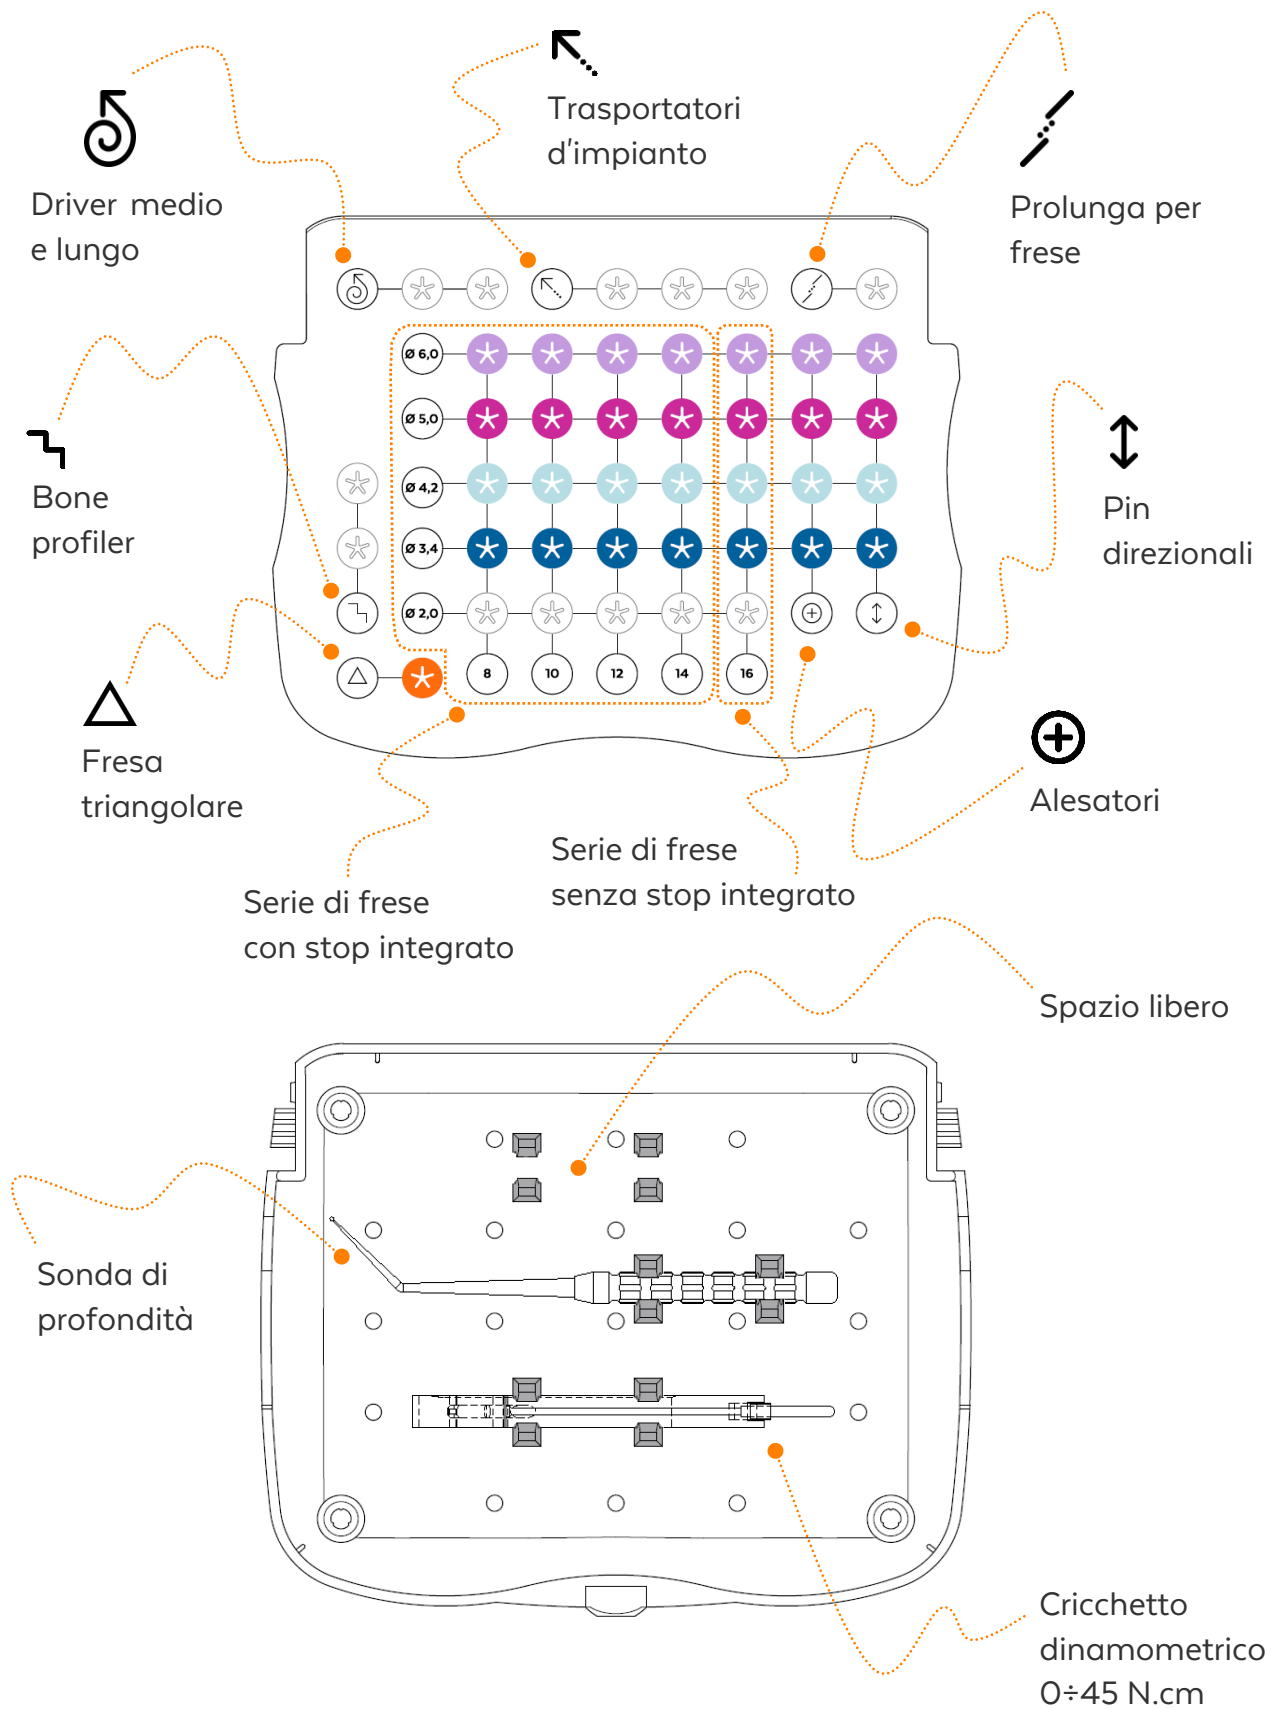 Trasportatori
d'impianto
Driver medio
e lungo
Prolunga per
frese
Ø 6,0
Ø 5,0
Ø 4,2
Ø 3,4
Ø 2,0
8
10
12
14
16
Bone
profiler
Pin
direzionali
Fresa
triangolare
Alesatori
Serie di frese
senza stop integrato
Serie di frese
con stop integrato
Spazio libero
Sonda di
profondità
Cricchetto
dinamometrico
0÷45 N.cm